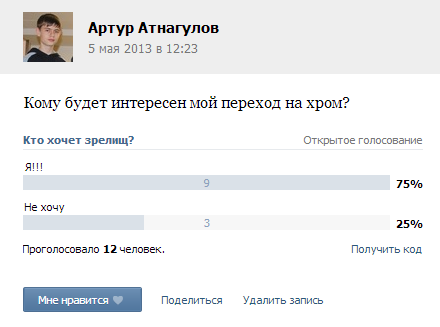 Артур Атнагулов
5 мая 2013 в 12:23
Кому будет интересен мой переход на хром?
Кто хочет зрелищ? Открытое голосование
Я!!!
9 75%
Не хочу
3 25%
Проголосовало 12 человек. Получить код
Мне нравится Поделиться Удалить запись